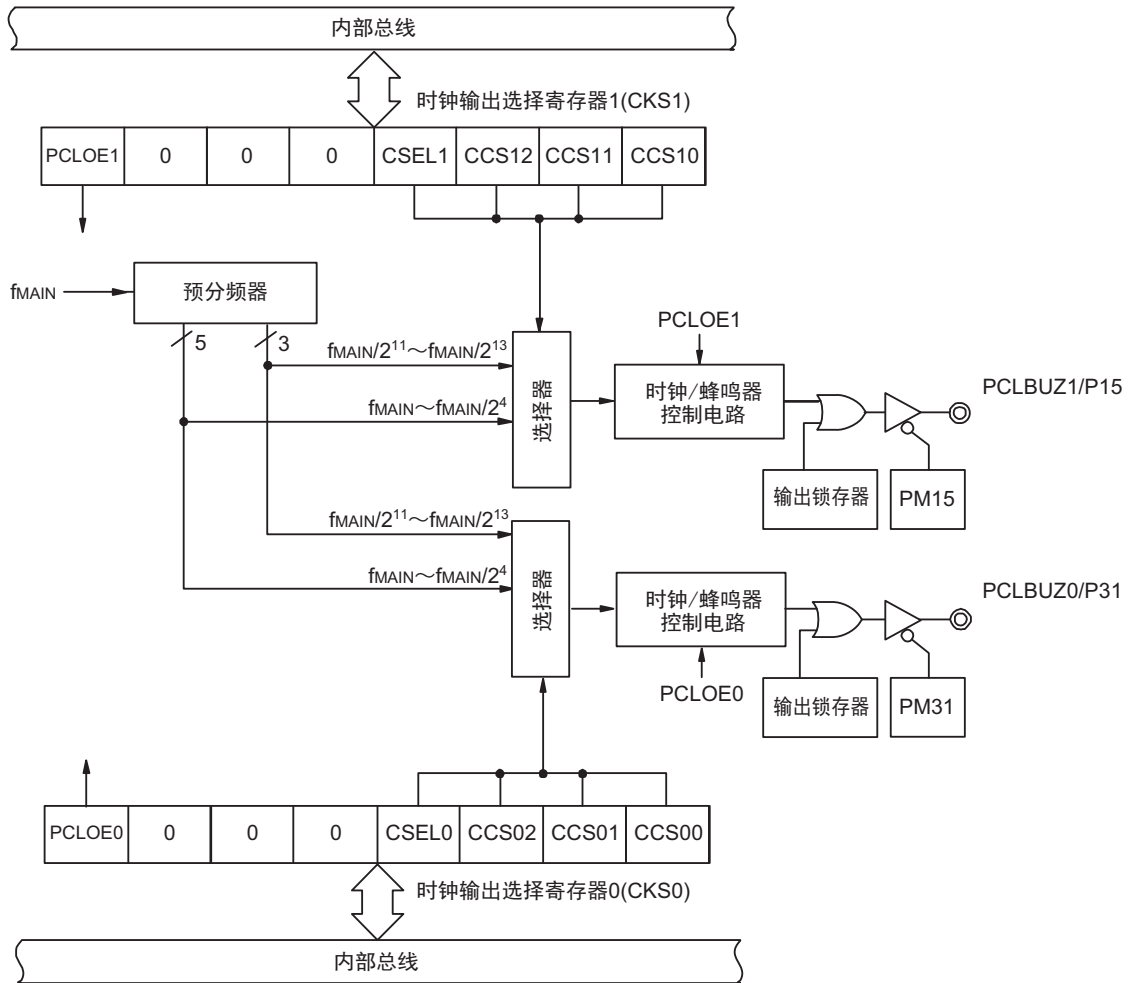 内部总线
时钟输出选择寄存器1(CKS1)
PCLOE1 0 0 0 CSEL1 CCS12 CCS11 CCS10
fMAIN
预分频器
5 3
PCLOE1
fMAIN/2¹¹～fMAIN/2¹³
fMAIN～fMAIN/2⁴
选择器
时钟/蜂鸣器
控制电路
PCLBUZ1/P15
输出锁存器
PM15
fMAIN/2¹¹～fMAIN/2¹³
fMAIN～fMAIN/2⁴
选择器
时钟/蜂鸣器
控制电路
PCLBUZ0/P31
PCLOE0
输出锁存器
PM31
PCLOE0 0 0 0 CSEL0 CCS02 CCS01 CCS00
时钟输出选择寄存器0(CKS0)
内部总线